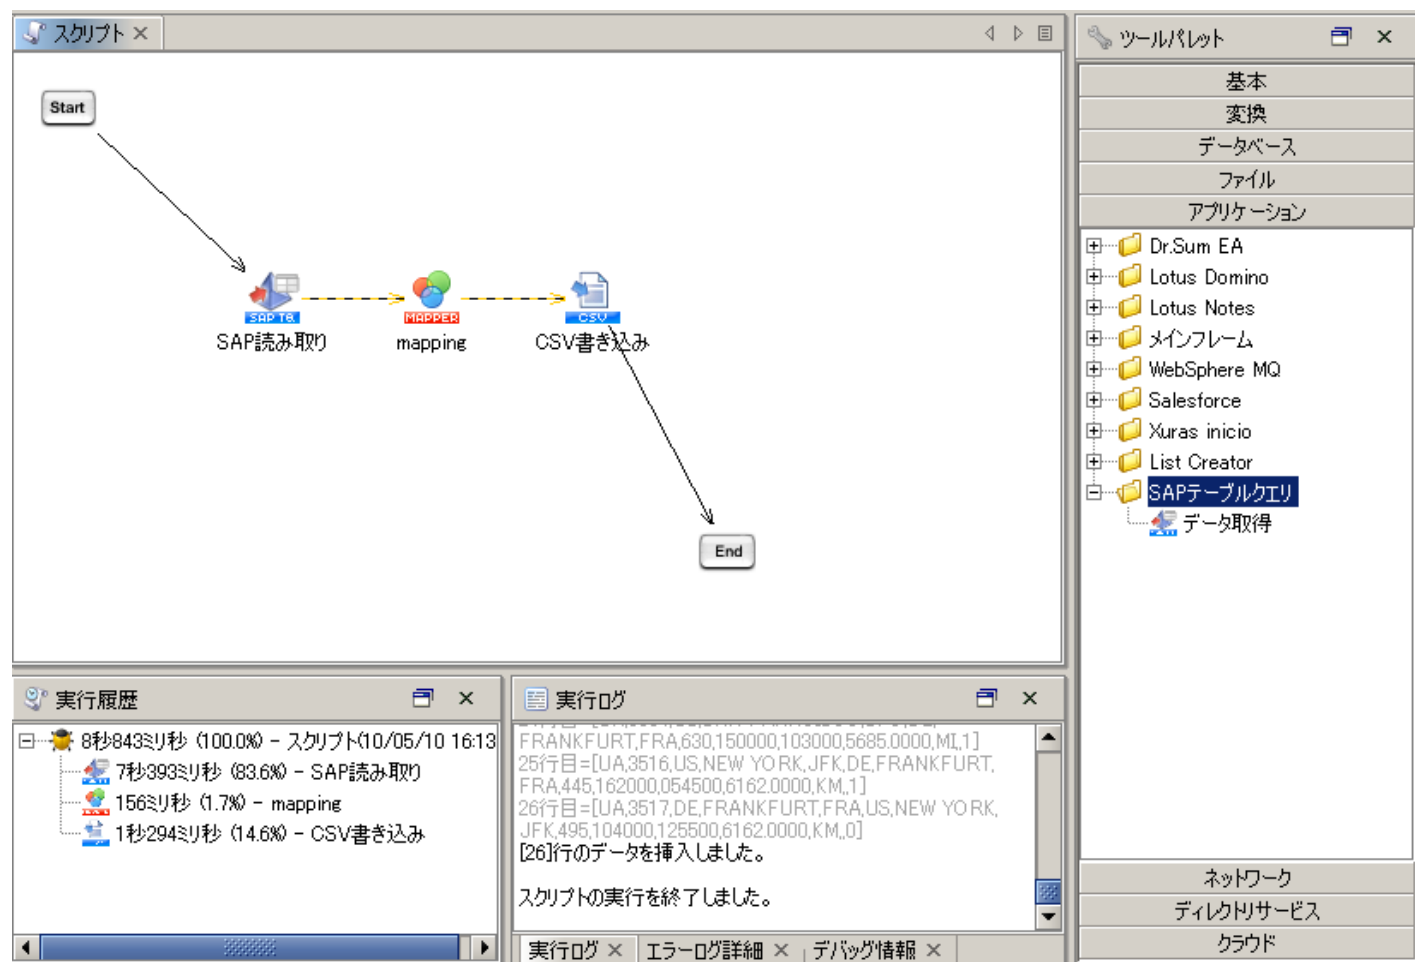 スクリプト
Start
SAP TQ
MAPPER
CSV
SAP読み取り
mapping
CSV書き込み
End
ツールパレット
基本
変換
データベース
ファイル
アプリケーション
Dr.Sum EA
Lotus Domino
Lotus Notes
メインフレーム
WebSphere MQ
Salesforce
Xuras inicio
List Creator
SAPテーブルクエリ
データ取得
ネットワーク
ディレクトリサービス
クラウド
実行履歴
8秒843ミリ秒 (100.0%) - スクリプト(10/05/10 16:13
7秒393ミリ秒 (83.6%) - SAP読み取り
156ミリ秒 (1.7%) - mapping
1秒294ミリ秒 (14.6%) - CSV書き込み
実行ログ
FRANKFURT,FRA,630,150000,103000,5685.0000,MI,,1]
25行目=[UA,3516,US,NEW YORK,JFK,DE,FRANKFURT,
FRA,445,162000,054500,6162.0000,KM,,1]
26行目=[UA,3517,DE,FRANKFURT,FRA,US,NEW YORK,
JFK,495,104000,125500,6162.0000,KM,,0]
[26]行のデータを挿入しました。
スクリプトの実行を終了しました。
実行ログ
エラーログ詳細
デバッグ情報